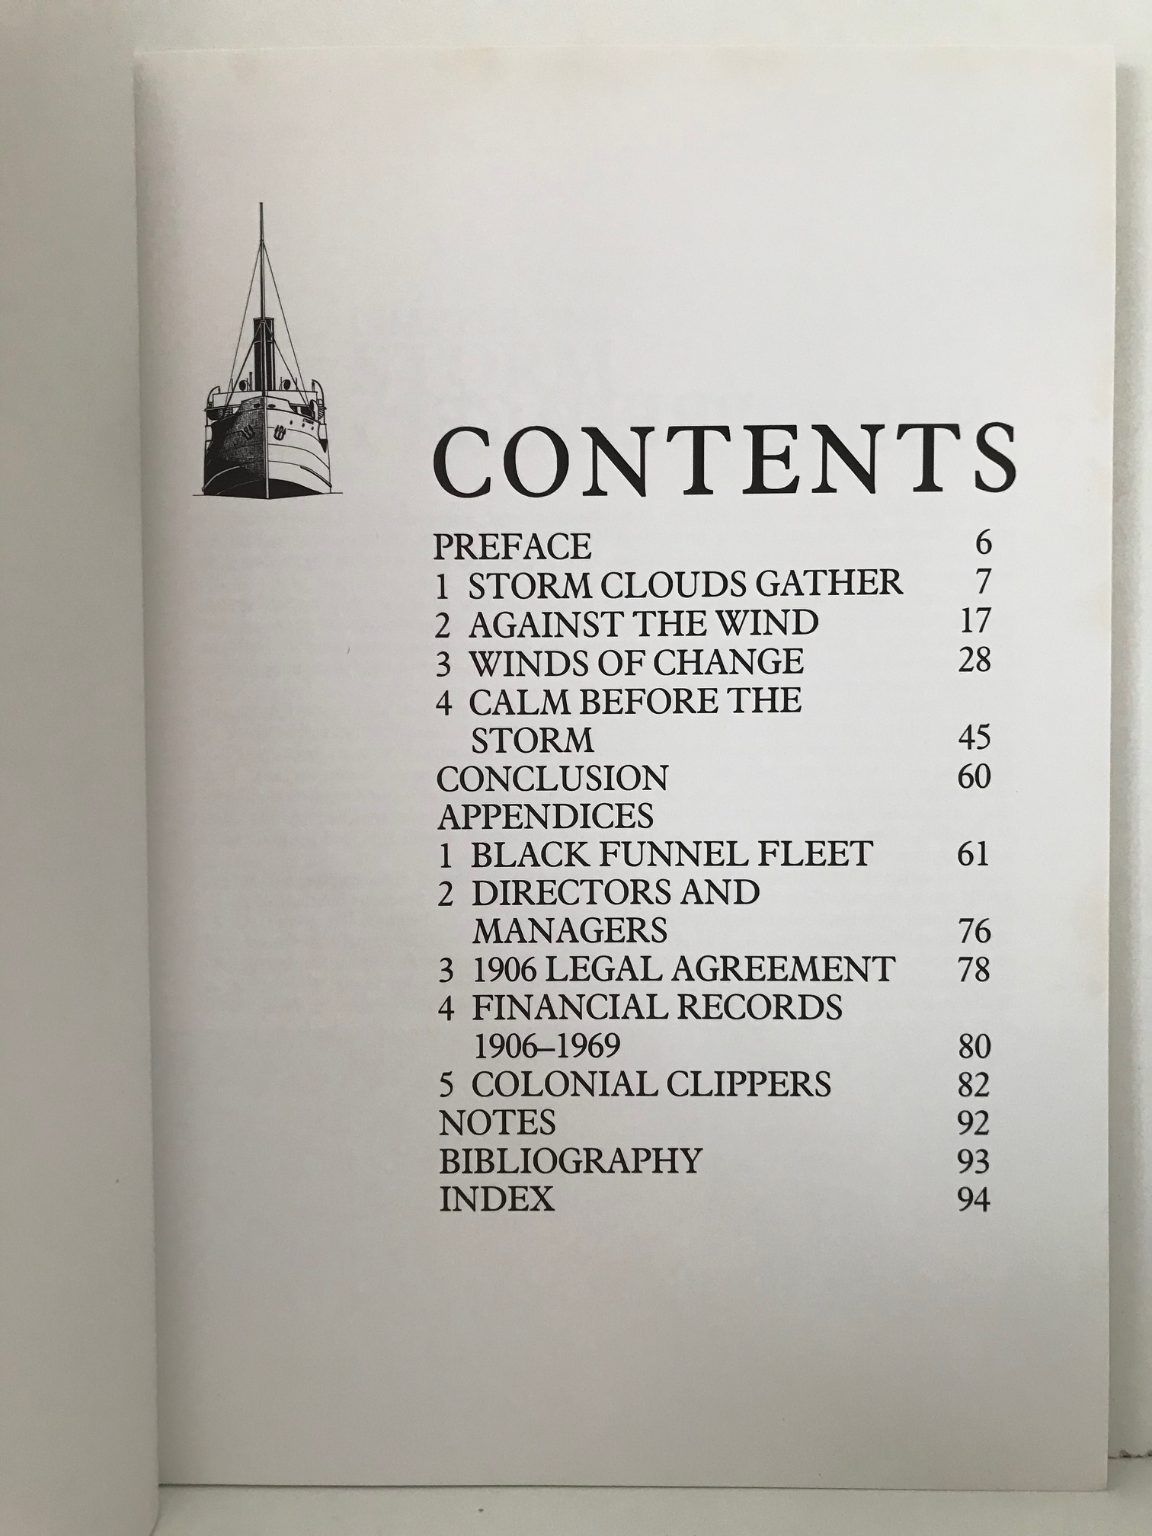 CONTENTS
PREFACE 6
1 STORM CLOUDS GATHER 7
2 AGAINST THE WIND 17
3 WINDS OF CHANGE 28
4 CALM BEFORE THE
STORM 45
CONCLUSION 60
APPENDICES
1 BLACK FUNNEL FLEET 61
2 DIRECTORS AND
MANAGERS 76
3 1906 LEGAL AGREEMENT 78
4 FINANCIAL RECORDS
1906–1969 80
5 COLONIAL CLIPPERS 82
NOTES 92
BIBLIOGRAPHY 93
INDEX 94